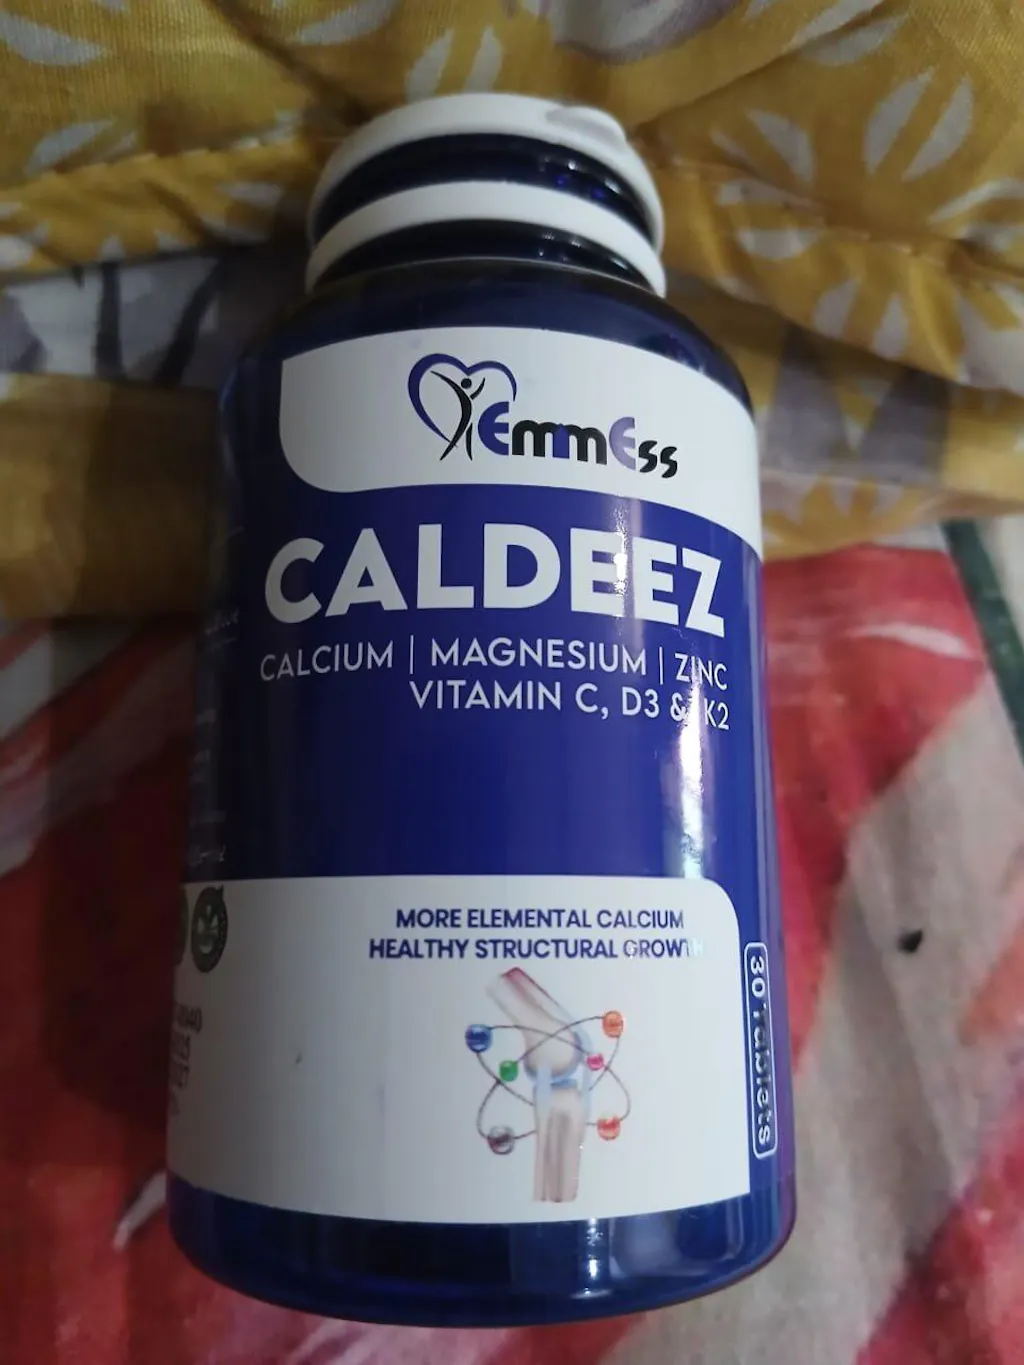 EmmEss
CALDEEZ
CALCIUM | MAGNESIUM | ZINC
VITAMIN C, D3 & K2
MORE ELEMENTAL CALCIUM
HEALTHY STRUCTURAL GROWTH
30 Tablets